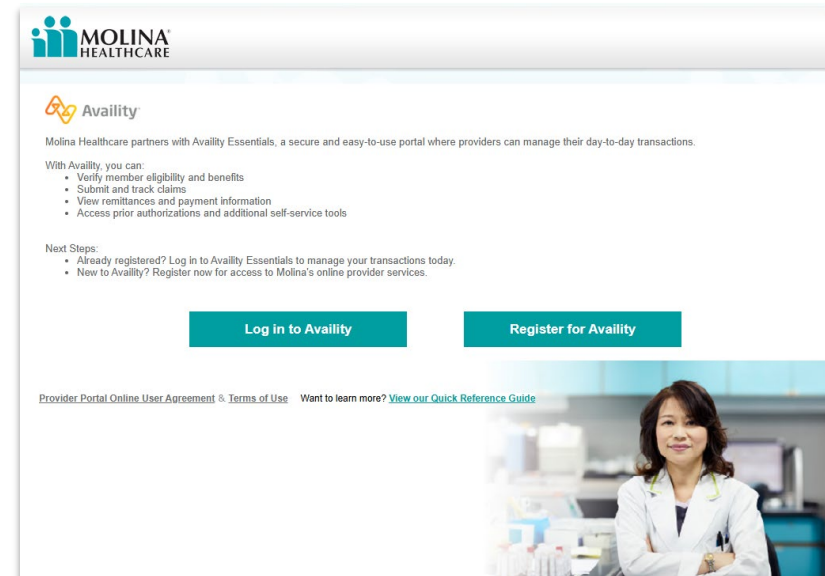 MOLINA
HEALTHCARE
Availity
Molina Healthcare partners with Availity Essentials, a secure and easy-to-use portal where providers can manage their day-to-day transactions.
With Availity, you can:
• Verify member eligibility and benefits
• Submit and track claims
• View remittances and payment information
• Access prior authorizations and additional self-service tools
Next Steps:
• Already registered? Log in to Availity Essentials to manage your transactions today.
• New to Availity? Register now for access to Molina's online provider services.
Log in to Availity
Register for Availity
Provider Portal Online User Agreement & Terms of Use Want to learn more? View our Quick Reference Guide